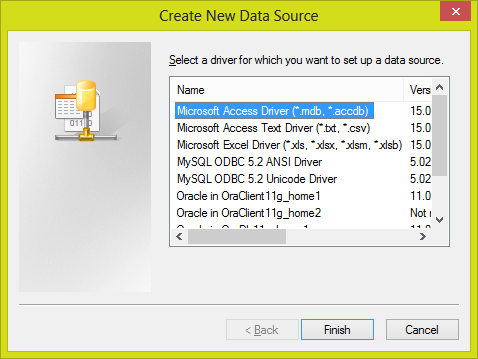 Create New Data Source
Select a driver for which you want to set up a data source.
Name Vers
Microsoft Access Driver (*.mdb, *.accdb) 15.0
Microsoft Access Text Driver (*.txt, *.csv) 15.0
Microsoft Excel Driver (*.xls, *.xlsx, *.xlsm, *.xlsb) 15.0
MySQL ODBC 5.2 ANSI Driver 5.02
MySQL ODBC 5.2 Unicode Driver 5.02
Oracle in OraClient11g_home1 11.0
Oracle in OraClient11g_home2 Not
< Back Finish Cancel